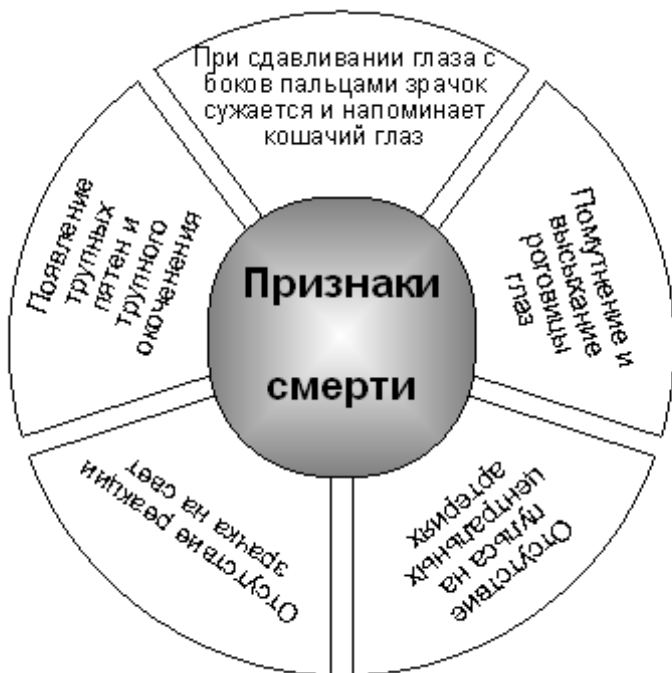 При сдавливании глаза с
боков пальцами зрачок
сужается и напоминает
кошачий глаз
Помутнение и
высыхание
роговицы
глаз
Отсутствие
пульса на
центральных
артериях
Отсутствие реакции
зрачка на свет
Появление
трупных
пятен и
трупного
окоченения
Признаки
смерти